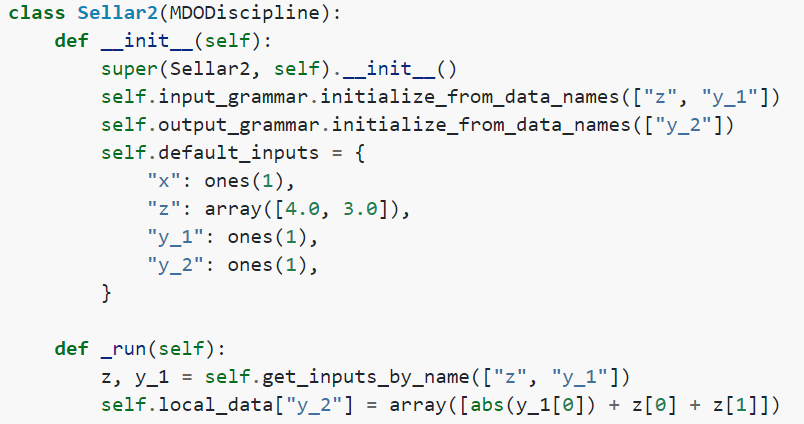 class Sellar2(MDODiscipline):
    def __init__(self):
        super(Sellar2, self).__init__()
        self.input_grammar.initialize_from_data_names(["z", "y_1"])
        self.output_grammar.initialize_from_data_names(["y_2"])
        self.default_inputs = {
            "x": ones(1),
            "z": array([4.0, 3.0]),
            "y_1": ones(1),
            "y_2": ones(1),
        }

    def _run(self):
        z, y_1 = self.get_inputs_by_name(["z", "y_1"])
        self.local_data["y_2"] = array([abs(y_1[0]) + z[0] + z[1]])